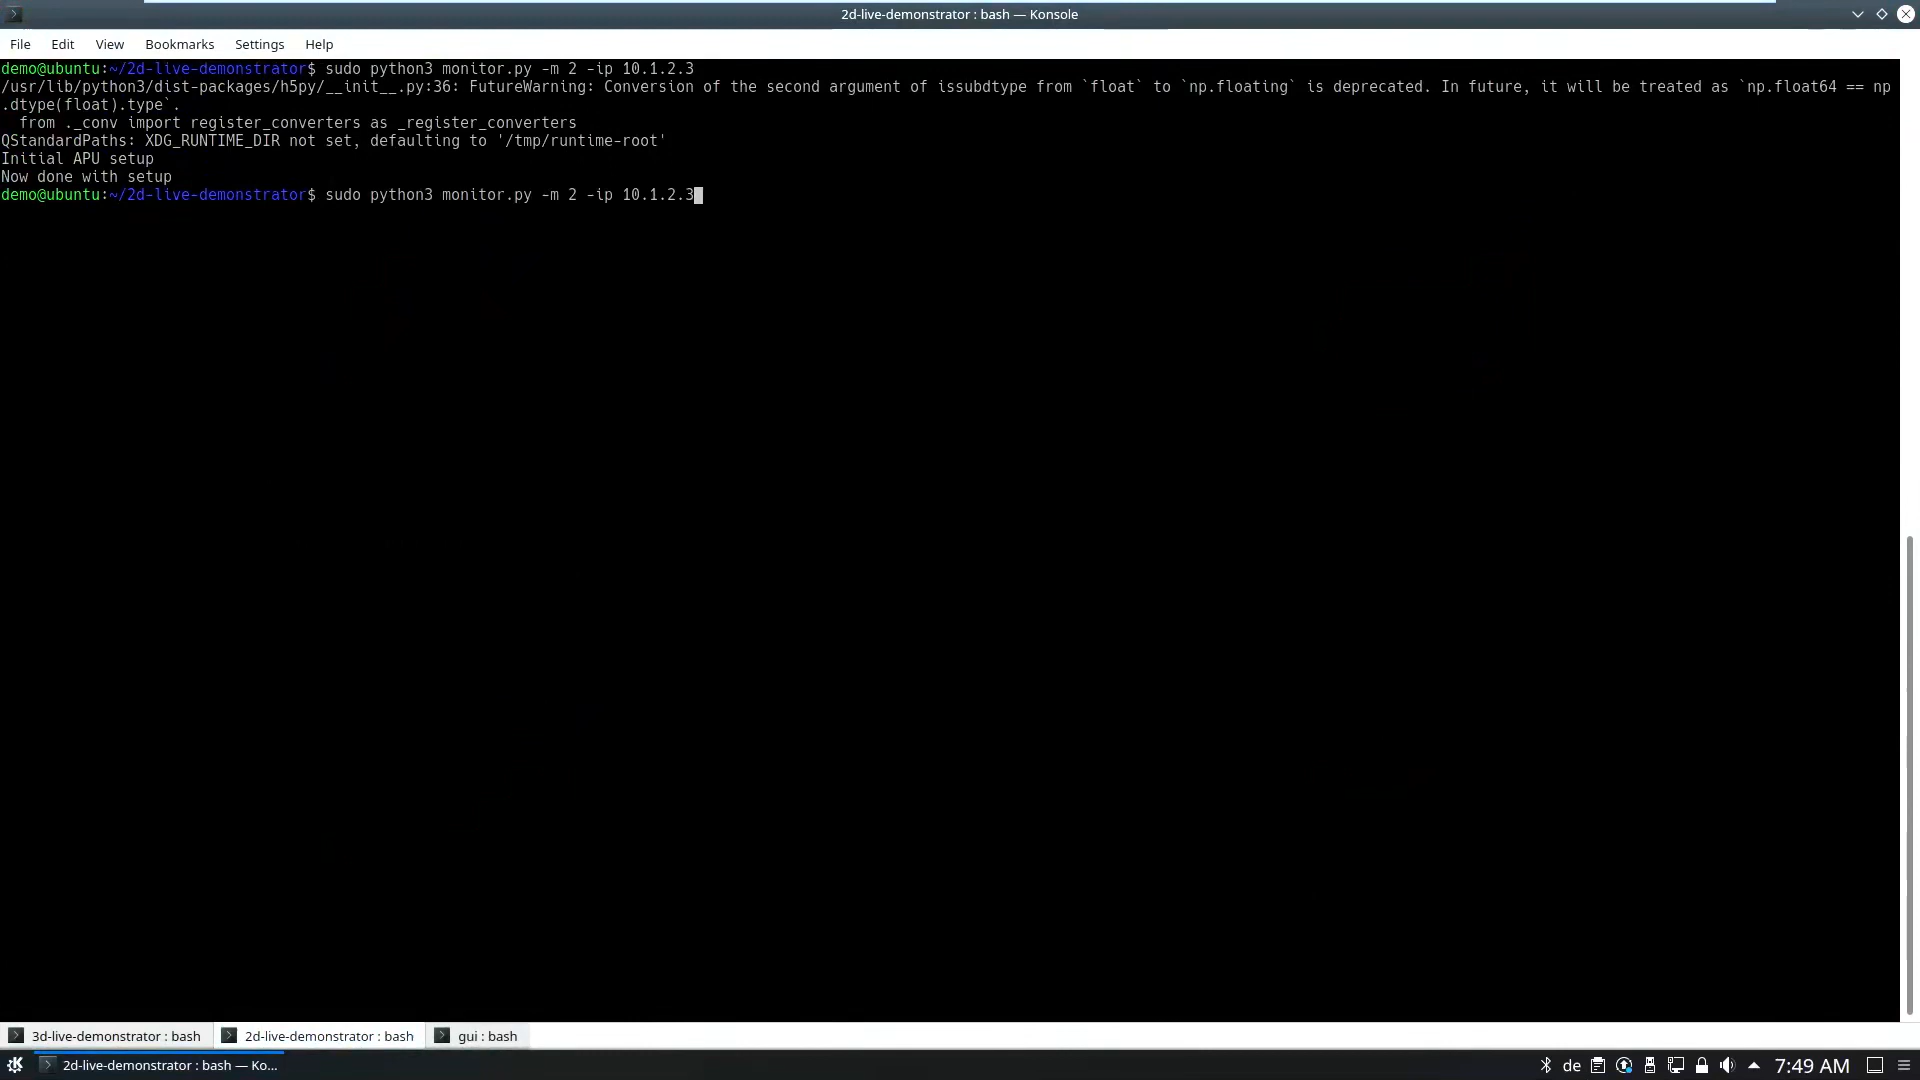 2d-live-demonstrator : bash — Konsole
File Edit View Bookmarks Settings Help
demo@ubuntu:~/2d-live-demonstrator$ sudo python3 monitor.py -m 2 -ip 10.1.2.3
/usr/lib/python3/dist-packages/h5py/__init__.py:36: FutureWarning: Conversion of the second argument of issubdtype from `float` to `np.floating` is deprecated. In future, it will be treated as `np.float64 == np
.dtype(float).type`.
  from ._conv import register_converters as _register_converters
QStandardPaths: XDG_RUNTIME_DIR not set, defaulting to '/tmp/runtime-root'
Initial APU setup
Now done with setup
demo@ubuntu:~/2d-live-demonstrator$ sudo python3 monitor.py -m 2 -ip 10.1.2.3
3d-live-demonstrator : bash 2d-live-demonstrator : bash gui : bash
2d-live-demonstrator : bash — Ko... de 7:49 AM